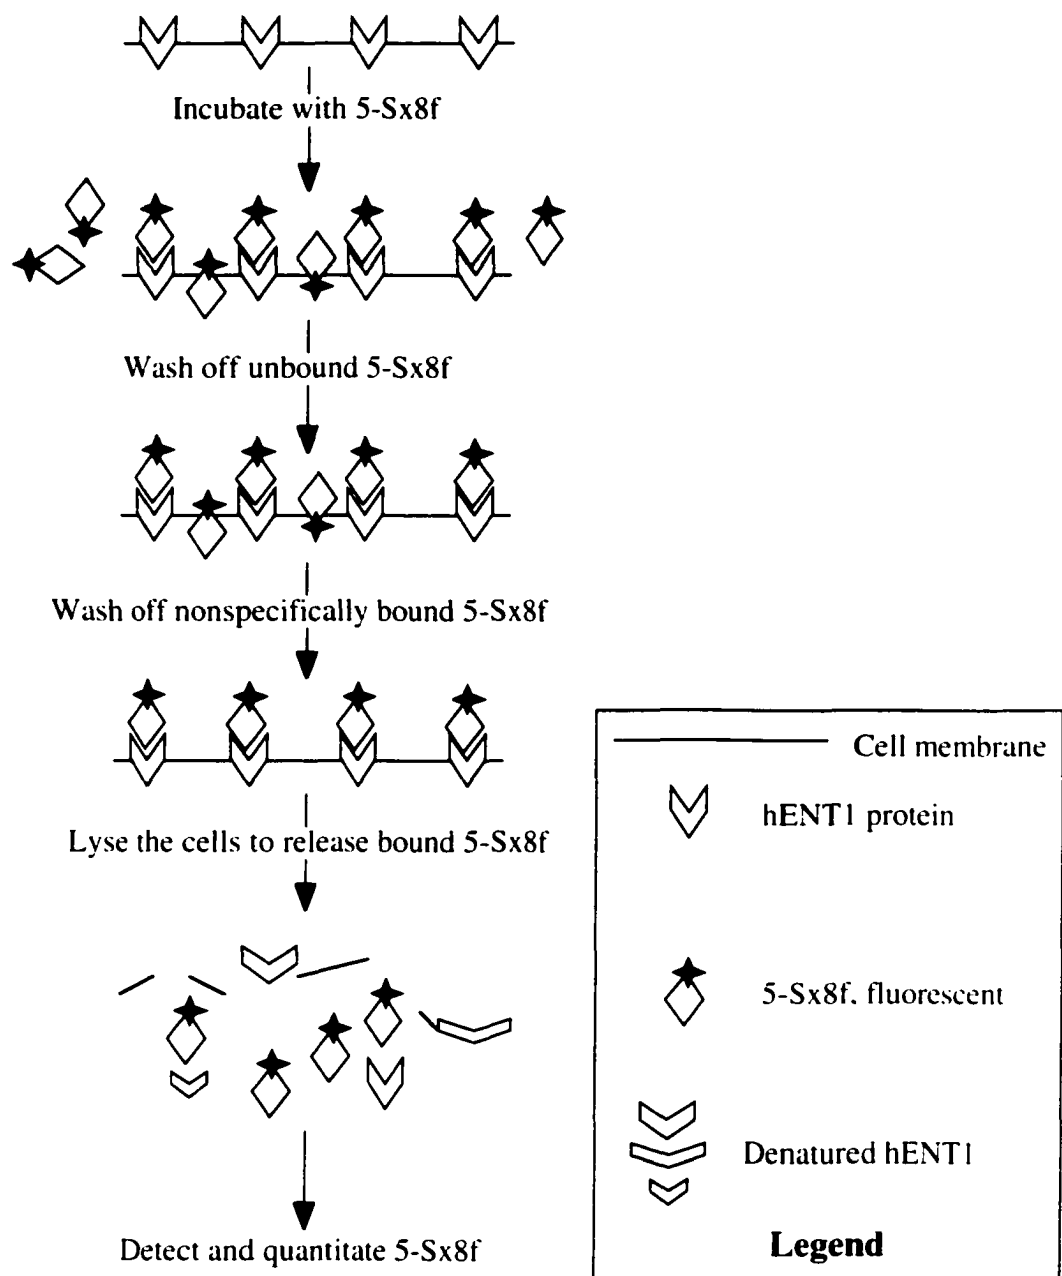 Incubate with 5-Sx8f
Wash off unbound 5-Sx8f
Wash off nonspecifically bound 5-Sx8f
Lyse the cells to release bound 5-Sx8f
Detect and quantitate 5-Sx8f
Cell membrane
hENT1 protein
5-Sx8f, fluorescent
Denatured hENT1
Legend